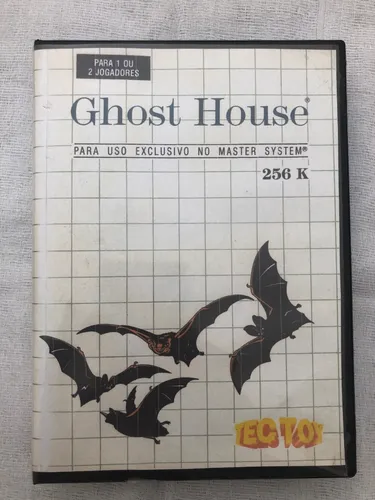 PARA 1 OU
2 JOGADORES
Ghost House®
PARA USO EXCLUSIVO NO MASTER SYSTEM®
256 K
TEC TOY